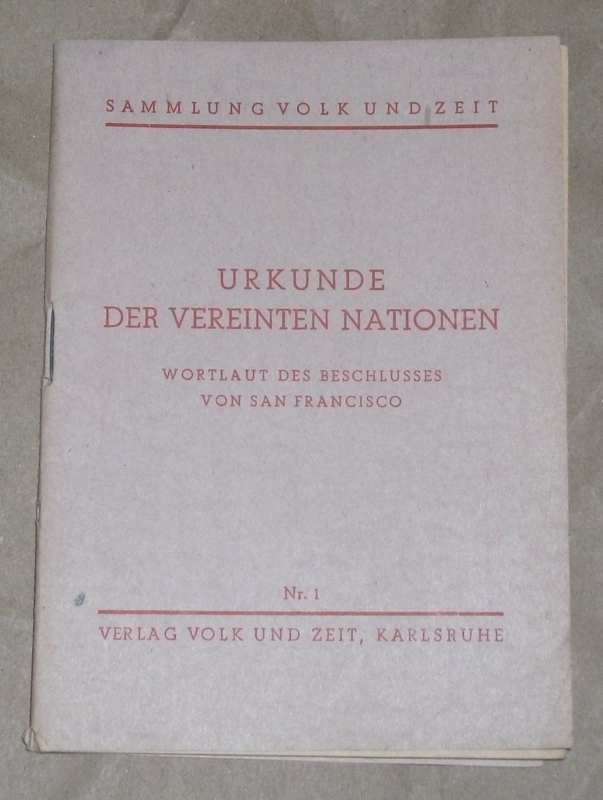 SAMMLUNG VOLK UND ZEIT
URKUNDE
DER VEREINTEN NATIONEN
WORTLAUT DES BESCHLUSSES
VON SAN FRANCISCO
Nr. 1
VERLAG VOLK UND ZEIT, KARLSRUHE